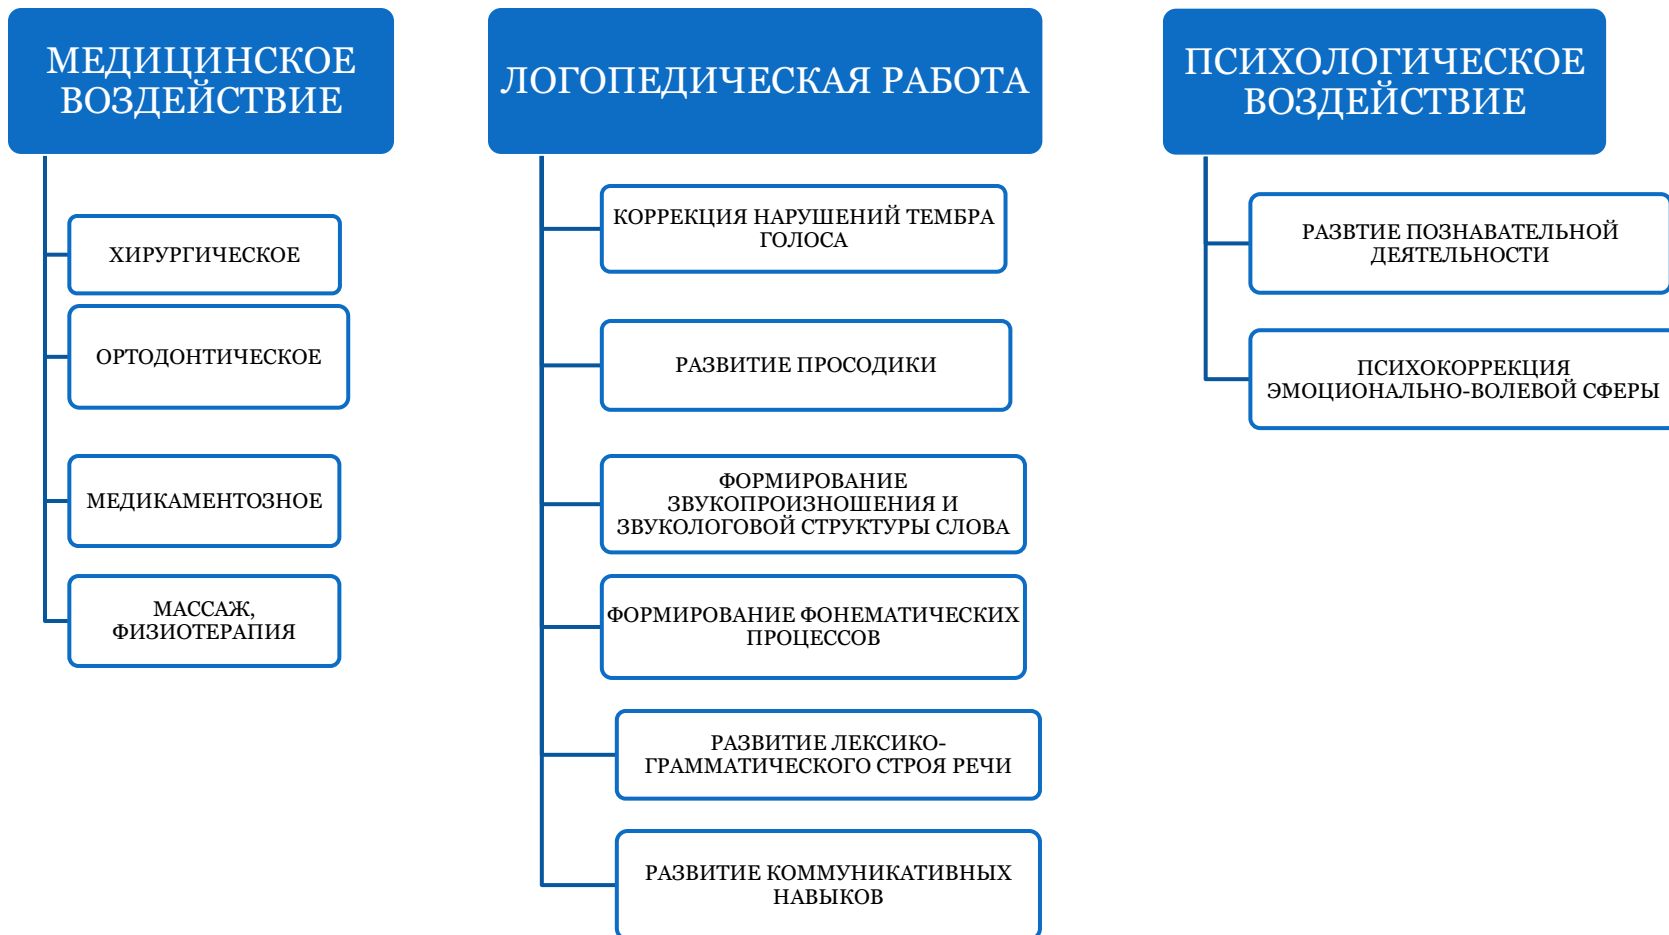 МЕДИЦИНСКОЕ
ВОЗДЕЙСТВИЕ
ХИРУРГИЧЕСКОЕ
ОРТОДОНТИЧЕСКОЕ
МЕДИКАМЕНТОЗНОЕ
МАССАЖ,
ФИЗИОТЕРАПИЯ
ЛОГОПЕДИЧЕСКАЯ РАБОТА
КОРРЕКЦИЯ НАРУШЕНИЙ ТЕМБРА
ГОЛОСА
РАЗВИТИЕ ПРОСОДИКИ
ФОРМИРОВАНИЕ
ЗВУКОПРОИЗНОШЕНИЯ И
ЗВУКОЛОГОВОЙ СТРУКТУРЫ СЛОВА
ФОРМИРОВАНИЕ ФОНЕМАТИЧЕСКИХ
ПРОЦЕССОВ
РАЗВИТИЕ ЛЕКСИКО-
ГРАММАТИЧЕСКОГО СТРОЯ РЕЧИ
РАЗВИТИЕ КОММУНИКАТИВНЫХ
НАВЫКОВ
ПСИХОЛОГИЧЕСКОЕ
ВОЗДЕЙСТВИЕ
РАЗВТИЕ ПОЗНАВАТЕЛЬНОЙ
ДЕЯТЕЛЬНОСТИ
ПСИХОКОРРЕКЦИЯ
ЭМОЦИОНАЛЬНО-ВОЛЕВОЙ СФЕРЫ